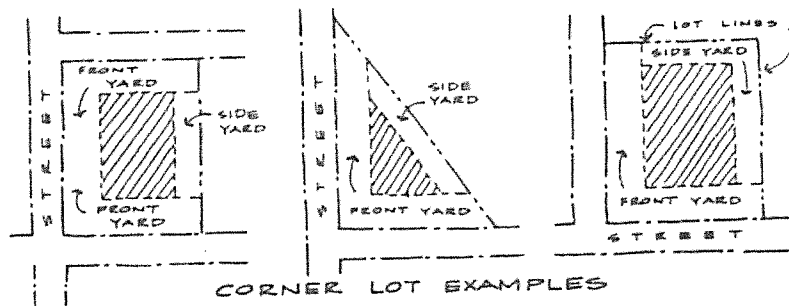 FRONT
YARD
STREET
SIDE
YARD
FRONT
YARD
STREET
SIDE
YARD
FRONT YARD
LOT LINES
SIDE YARD
FRONT YARD
STREET
CORNER LOT EXAMPLES